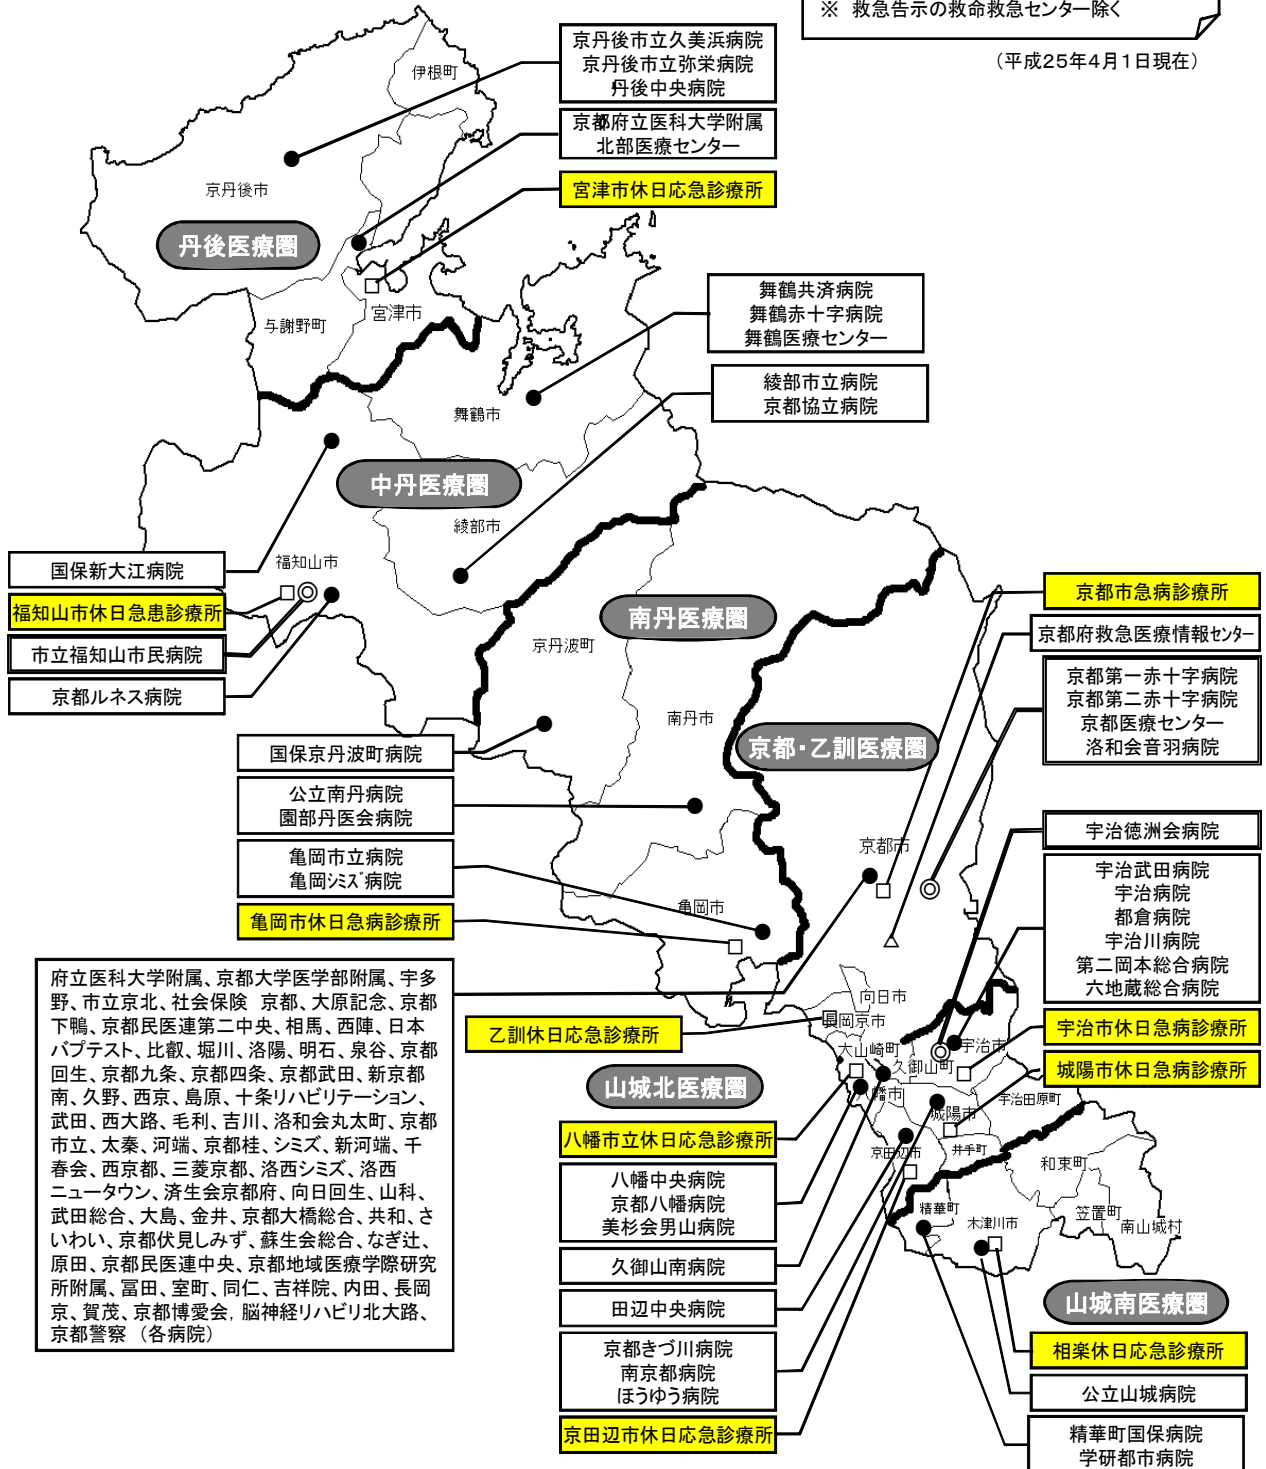 ※ 救急告示の救命救急センター除く
(平成25年4月1日現在)
京丹後市立久美浜病院
京丹後市立弥栄病院
丹後中央病院
京都府立医科大学附属
北部医療センター
宮津市休日応急診療所
伊根町
京丹後市
丹後医療圏
与謝野町
宮津市
舞鶴共済病院
舞鶴赤十字病院
舞鶴医療センター
綾部市立病院
京都協立病院
舞鶴市
中丹医療圏
綾部市
福知山市
国保新大江病院
福知山市休日急患診療所
市立福知山市民病院
京都ルネス病院
南丹医療圏
京丹波町
南丹市
京都・乙訓医療圏
京都市急病診療所
京都府救急医療情報センター
京都第一赤十字病院
京都第二赤十字病院
京都医療センター
洛和会音羽病院
国保京丹波町病院
公立南丹病院
園部丹医会病院
亀岡市立病院
亀岡シミズ病院
亀岡市休日急病診療所
京都市
亀岡市
宇治徳洲会病院
宇治武田病院
宇治病院
都倉病院
宇治川病院
第二岡本総合病院
六地蔵総合病院
宇治市休日急病診療所
城陽市休日急病診療所
府立医科大学附属、京都大学医学部附属、宇多
野、市立京北、社会保険 京都、大原記念、京都
下鴨、京都民医連第二中央、相馬、西陣、日本
バプテスト、比叡、堀川、洛陽、明石、泉谷、京都
回生、京都九条、京都四条、京都武田、新京都
南、久野、西京、島原、十条リハビリテーション、
武田、西大路、毛利、吉川、洛和会丸太町、京都
市立、太秦、河端、京都桂、シミズ、新河端、千
春会、西京都、三菱京都、洛西シミズ、洛西
ニュータウン、済生会京都府、向日回生、山科、
武田総合、大島、金井、京都大橋総合、共和、さ
いわい、京都伏見しみず、蘇生会総合、なぎ辻、
原田、京都民医連中央、京都地域医療学際研究
所附属、冨田、室町、同仁、吉祥院、内田、長岡
京、賀茂、京都博愛会, 脳神経リハビリ北大路、
京都警察 （各病院）
乙訓休日応急診療所
向日市
長岡京市
大山崎町
久御山町
宇治市
八幡市
城陽市
宇治田原町
京田辺市
井手町
和束町
精華町
木津川市
笠置町
南山城村
山城北医療圏
八幡市立休日応急診療所
八幡中央病院
京都八幡病院
美杉会男山病院
久御山南病院
田辺中央病院
京都きづ川病院
南京都病院
ほうゆう病院
京田辺市休日応急診療所
山城南医療圏
相楽休日応急診療所
公立山城病院
精華町国保病院
学研都市病院